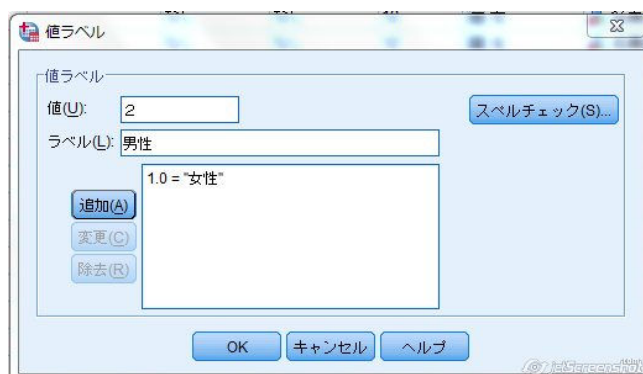 値ラベル
値ラベル
値(U): 2
スペルチェック(S)...
ラベル(L): 男性
1.0 = "女性"
追加(A)
変更(C)
除去(R)
OK キャンセル ヘルプ